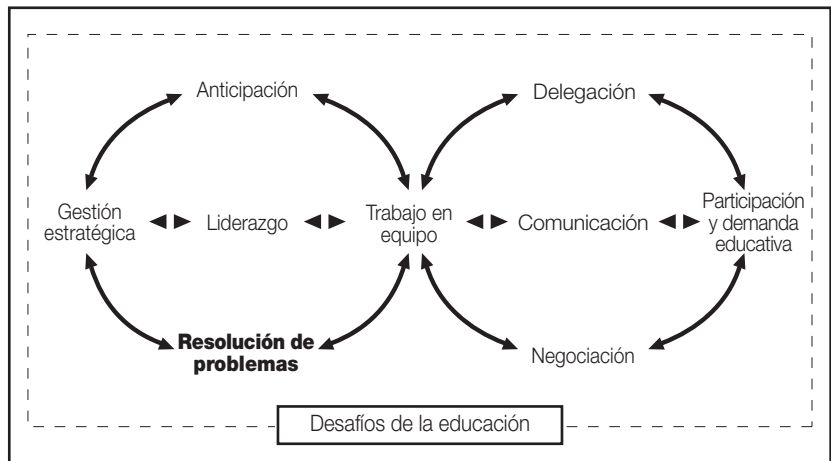 Anticipación
Delegación
Gestión
estratégica
Liderazgo
Trabajo en
equipo
Comunicación
Participación
y demanda
educativa
Resolución de
problemas
Negociación
Desafíos de la educación